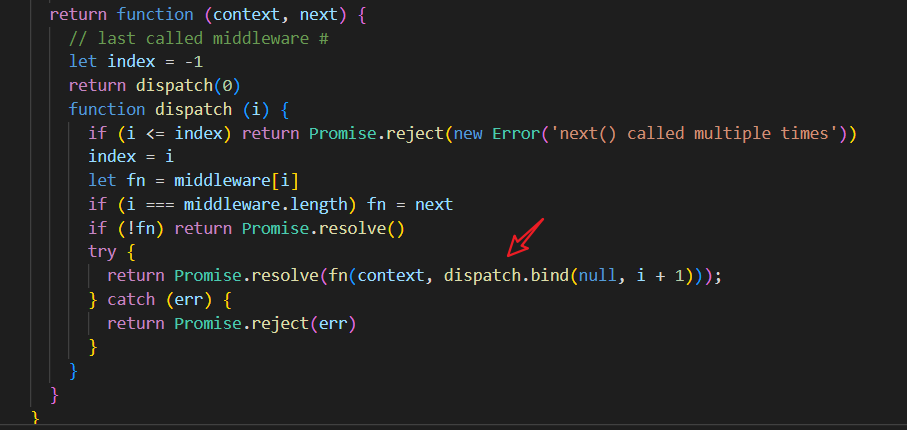 return function (context, next) {
// last called middleware #
let index = -1
return dispatch(0)
function dispatch (i) {
if (i <= index) return Promise.reject(new Error('next() called multiple times'))
index = i
let fn = middleware[i]
if (i === middleware.length) fn = next
if (!fn) return Promise.resolve()
try {
return Promise.resolve(fn(context, dispatch.bind(null, i + 1)));
} catch (err) {
return Promise.reject(err)
}
}
}
}